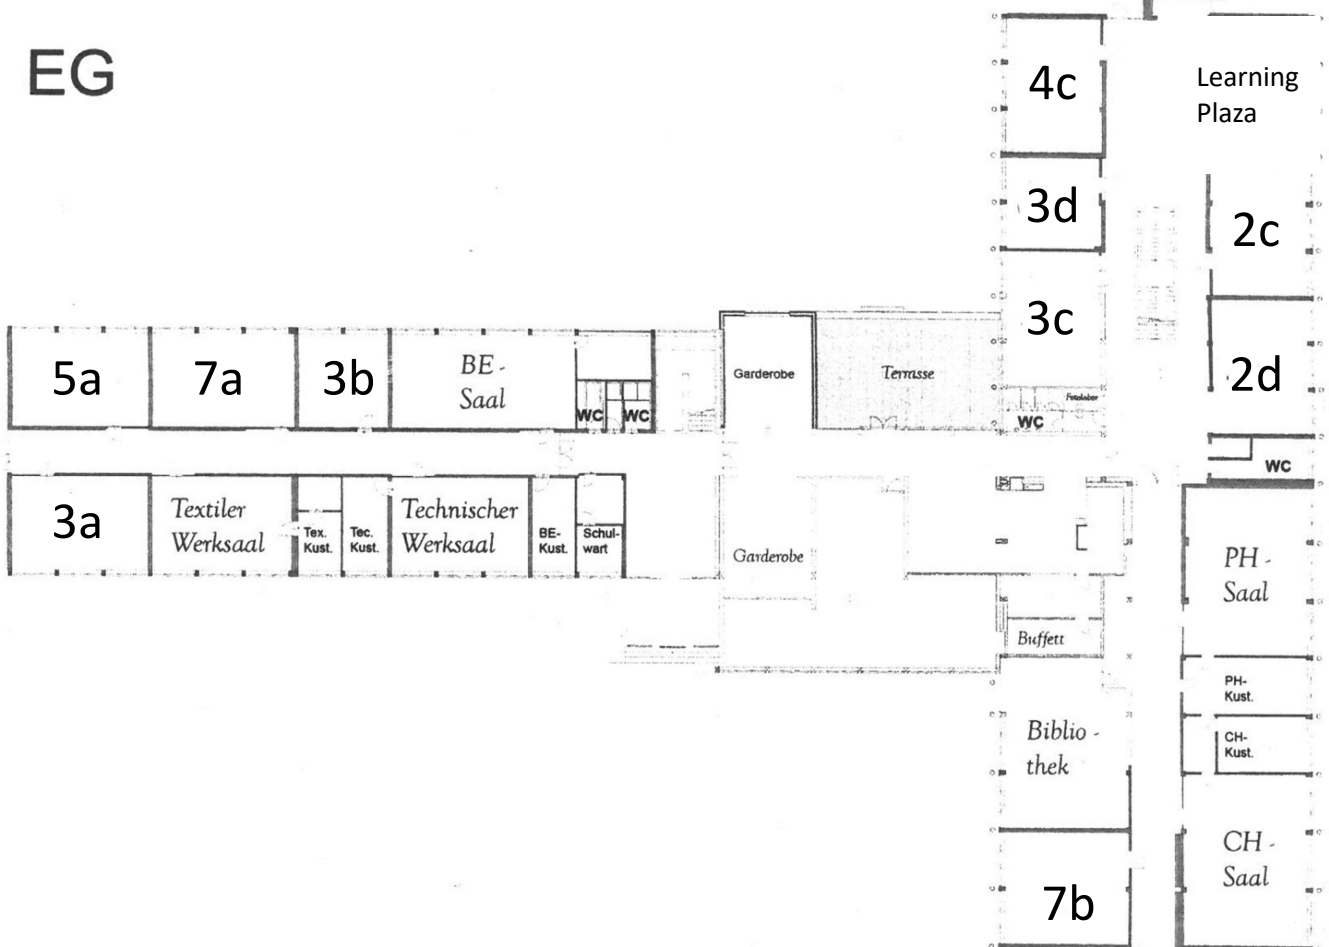 EG
4c
Learning
Plaza
3d
2c
3c
5a
7a
3b
BE-
Saal
WC
WC
Garderobe
Terrasse
2d
Fotolabor
WC
WC
3a
Textiler
Werksaal
Tex.
Kust.
Tec.
Kust.
Technischer
Werksaal
BE-
Kust.
Schul-
wart
Garderobe
PH-
Saal
Buffett
PH-
Kust.
Biblio-
thek
CH-
Kust.
CH-
Saal
7b